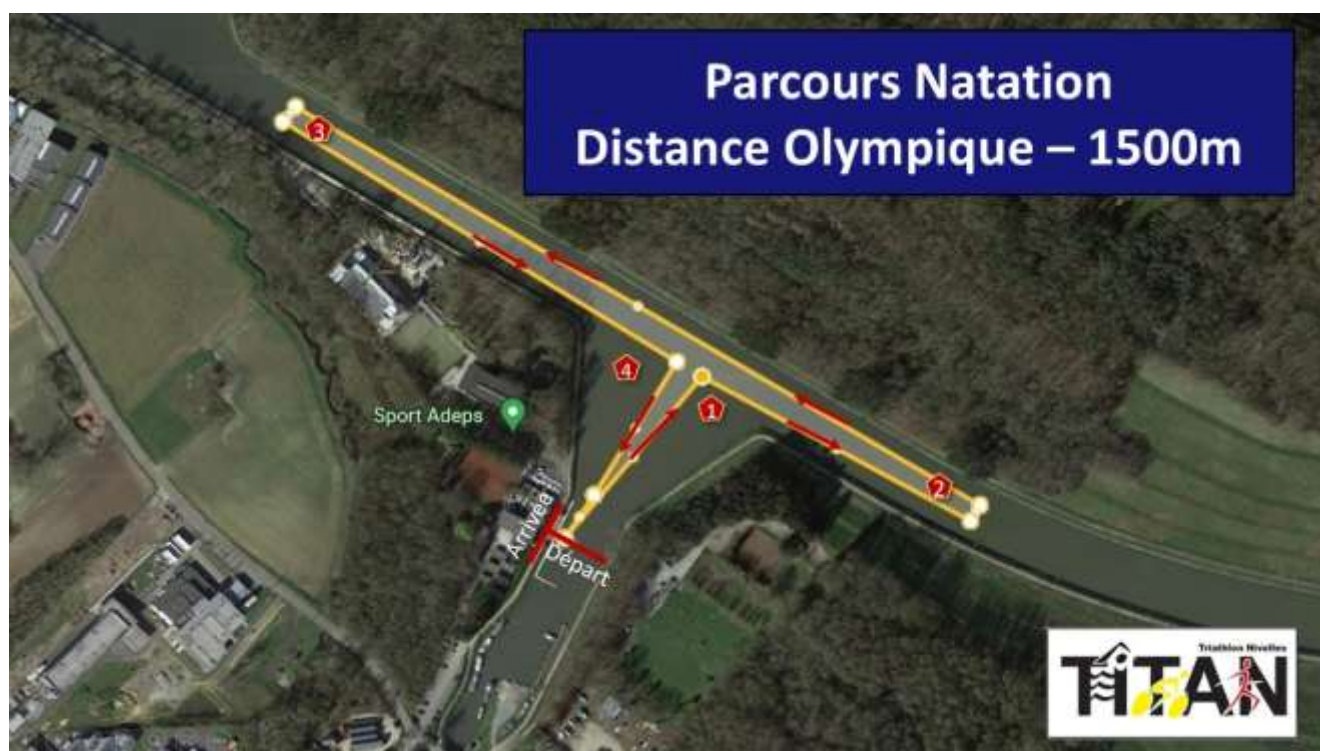 Parcours Natation
Distance Olympique – 1500m
3
4
1
Sport Adeps
2
Arrivée
Départ
Triathlon Nivelles
TiTAN